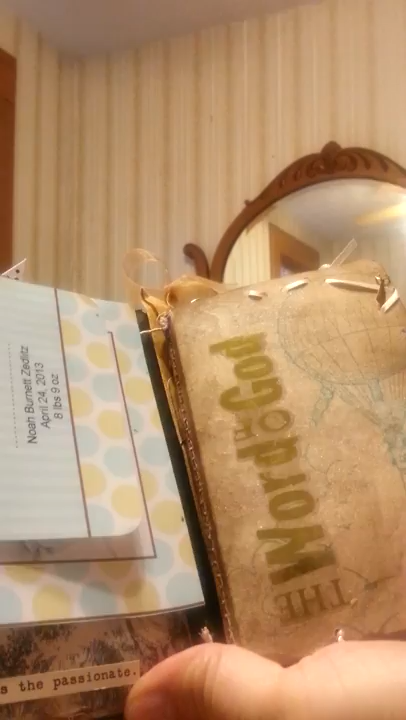 Noah Burnett Zedlitz
April 24, 2013
8 lbs 9 oz
THE Word OF God
s the passionate.